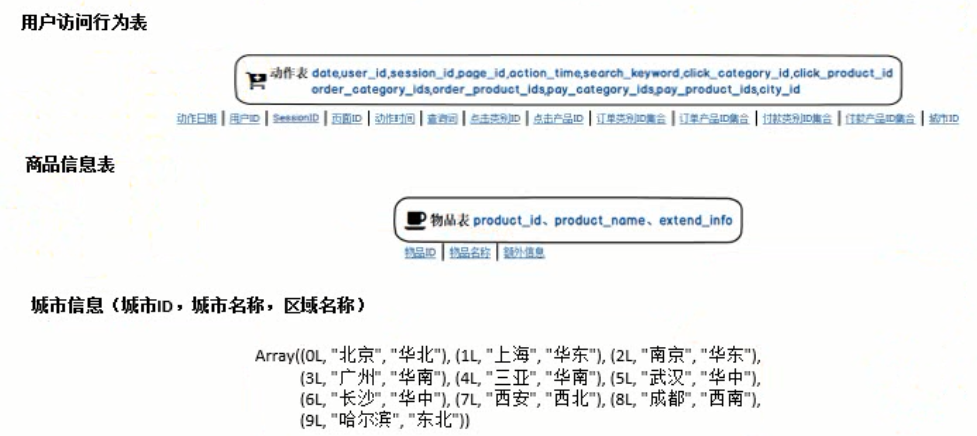 用户访问行为表
动作表 date,user_id,session_id,page_id,action_time,search_keyword,click_category_id,click_product_id
order_category_ids,order_product_ids,pay_category_ids,pay_product_ids,city_id
动作日期 | 用户ID | SessionID | 页面ID | 动作时间 | 查询词 | 点击类别ID | 点击产品ID | 订单类别ID集合 | 订单产品ID集合 | 付款类别ID集合 | 付款产品ID集合 | 城市ID
商品信息表
物品表 product_id、product_name、extend_info
物品ID | 物品名称 | 额外信息
城市信息（城市ID，城市名称，区域名称）
Array((0L, "北京", "华北"), (1L, "上海", "华东"), (2L, "南京", "华东"),
(3L, "广州", "华南"), (4L, "三亚", "华南"), (5L, "武汉", "华中"),
(6L, "长沙", "华中"), (7L, "西安", "西北"), (8L, "成都", "西南"),
(9L, "哈尔滨", "东北"))